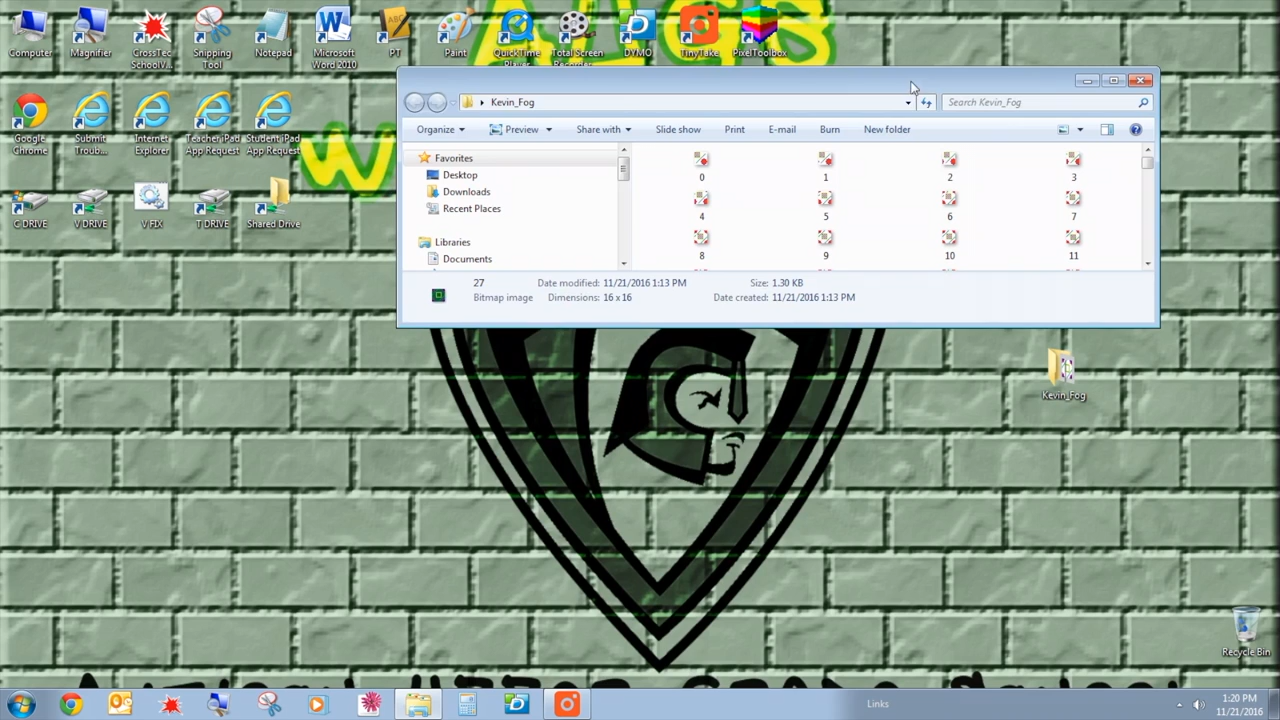 Computer
Magnifier
CrossTec SchoolV...
Snipping Tool
Notepad
Microsoft Word 2010
PT
Paint
QuickTime Player
Total Screen Recorder
DYMO
TinyTake
PixelToolbox
Google Chrome
Submit Troub...
Internet Explorer
Teacher iPad App Request
Student iPad App Request
C DRIVE
V DRIVE
V FIX
T DRIVE
Shared Drive
Kevin_Fog
Search Kevin_Fog
Organize
Preview
Share with
Slide show
Print
E-mail
Burn
New folder
Favorites
Desktop
Downloads
Recent Places
Libraries
Documents
0
1
2
3
4
5
6
7
8
9
10
11
27
Date modified: 11/21/2016 1:13 PM
Size: 1.30 KB
Bitmap image
Dimensions: 16 x 16
Date created: 11/21/2016 1:13 PM
Kevin_Fog
Recycle Bin
Links
1:20 PM
11/21/2016